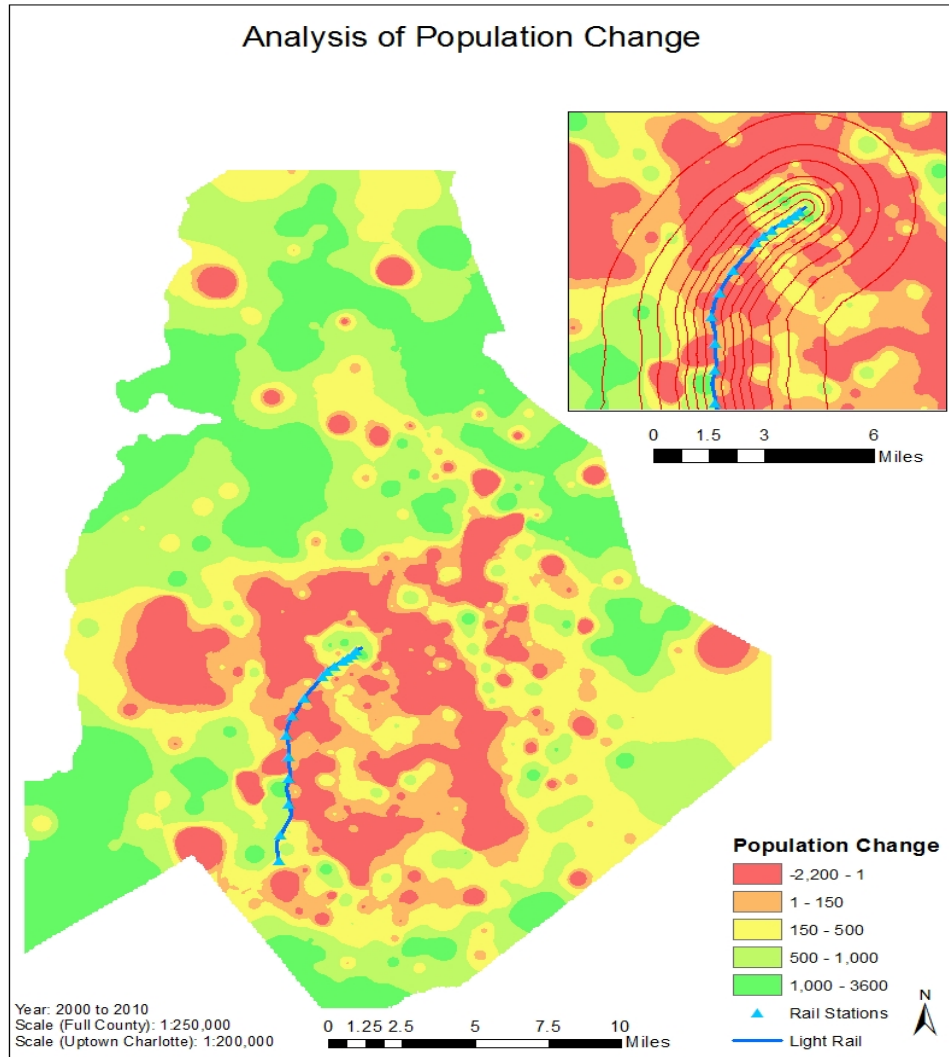 Analysis of Population Change
0 1.5 3 6
Miles
Population Change
-2,200 - 1
1 - 150
150 - 500
500 - 1,000
1,000 - 3600
Rail Stations
Light Rail
N
Year: 2000 to 2010
Scale (Full County): 1:250,000
Scale (Uptown Charlotte): 1:200,000
0 1.25 2.5 5 7.5 10
Miles